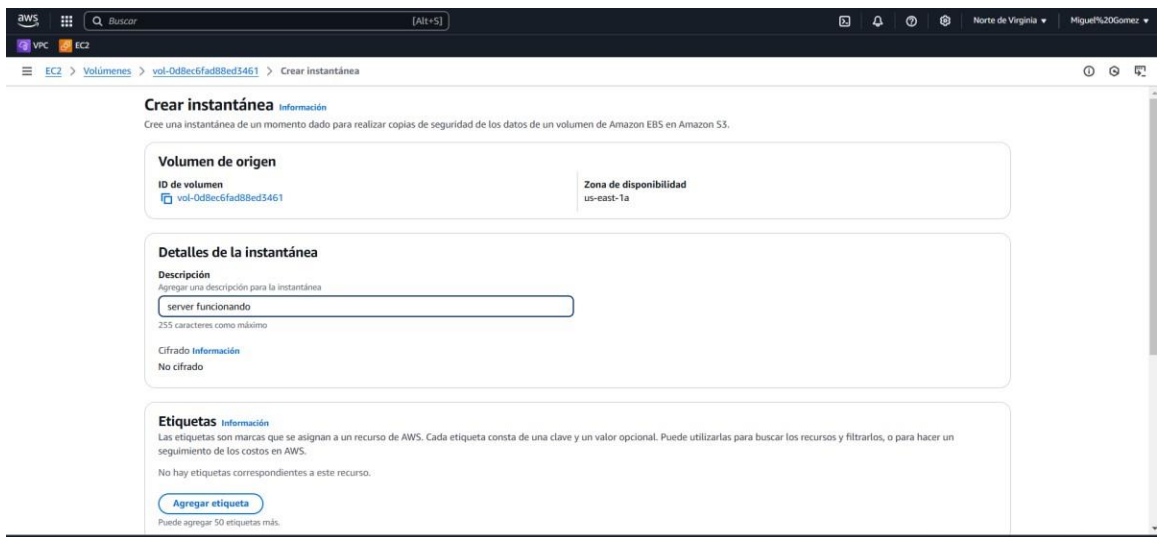 aws
Buscar
[Alt+S]
Norte de Virginia
Miguel%20Gomez
VPC
EC2
EC2 > Volúmenes > vol-0d8ec6fad88ed3461 > Crear instantánea
Crear instantánea Información
Cree una instantánea de un momento dado para realizar copias de seguridad de los datos de un volumen de Amazon EBS en Amazon S3.
Volumen de origen
ID de volumen
vol-0d8ec6fad88ed3461
Zona de disponibilidad
us-east-1a
Detalles de la instantánea
Descripción
Agregar una descripción para la instantánea
server funcionando
255 caracteres como máximo
Cifrado Información
No cifrado
Etiquetas Información
Las etiquetas son marcas que se asignan a un recurso de AWS. Cada etiqueta consta de una clave y un valor opcional. Puede utilizarlas para buscar los recursos y filtrarlos, o para hacer un
seguimiento de los costos en AWS.
No hay etiquetas correspondientes a este recurso.
Agregar etiqueta
Puede agregar 50 etiquetas más.